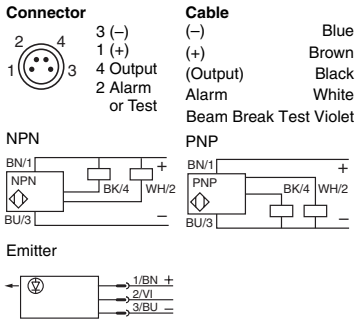 Connector
2 4
1 3
3 (–)
1 (+)
4 Output
2 Alarm
or Test
Cable
(–) Blue
(+) Brown
(Output) Black
Alarm White
Beam Break Test Violet
NPN
BN/1 +
NPN
BK/4 WH/2
BU/3 –
PNP
BN/1 +
PNP
BK/4 WH/2
BU/3 –
Emitter
1/BN +
2/VI
3/BU –